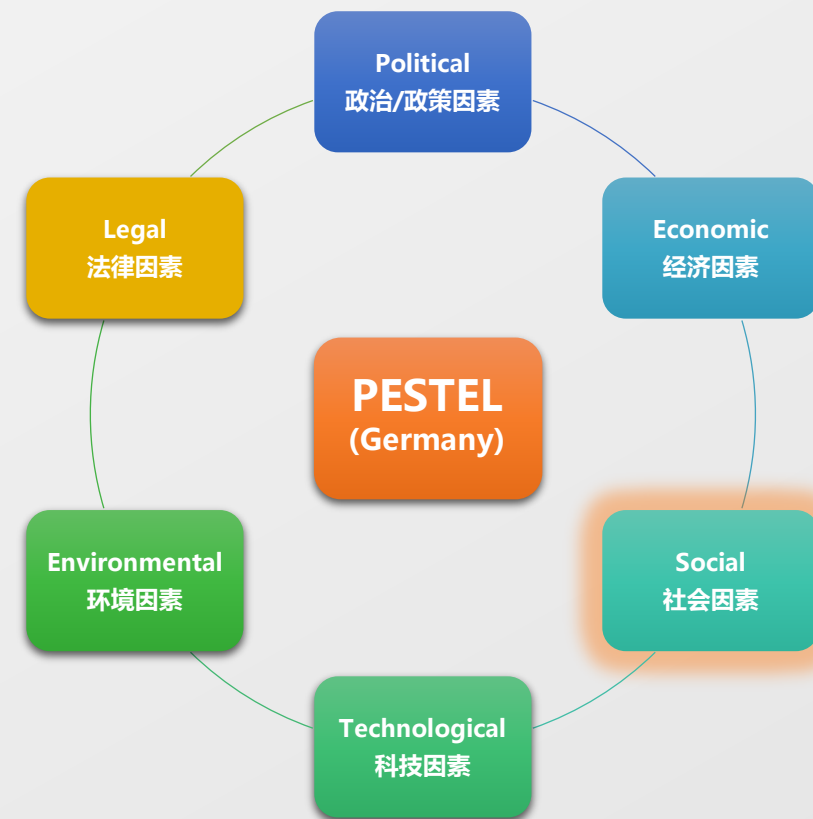 Political
政治/政策因素
Legal
法律因素
Economic
经济因素
PESTEL
(Germany)
Environmental
环境因素
Social
社会因素
Technological
科技因素